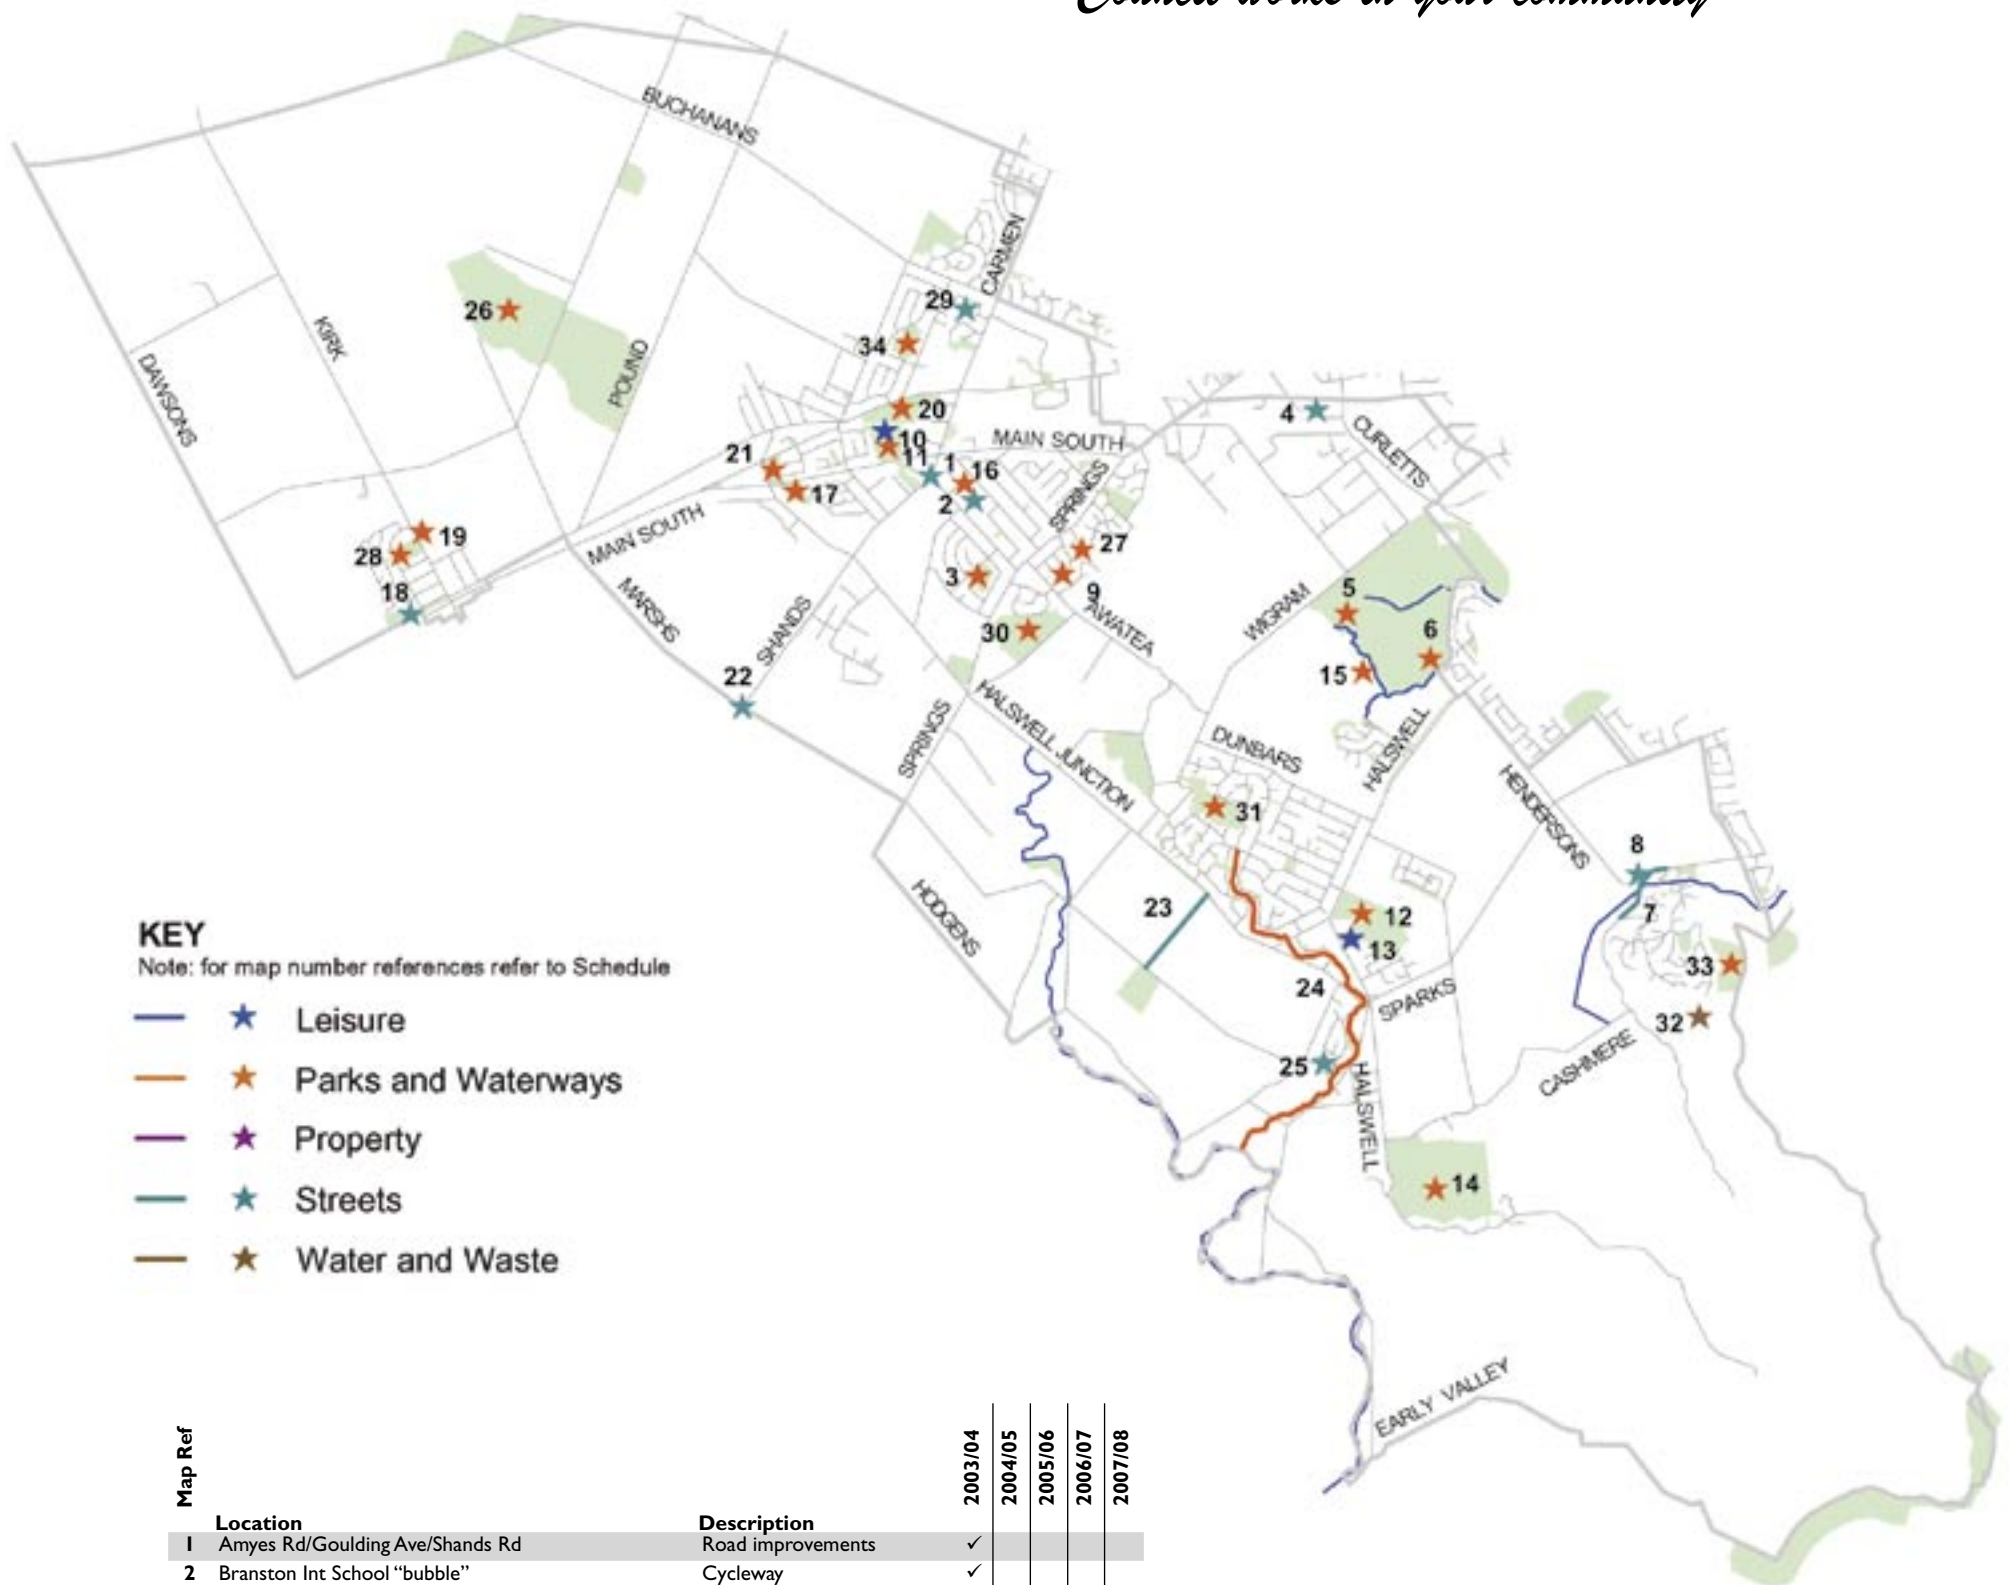 Council works in your community
BUCHANANS
CARMEN
29
26
KIRK
34
POUND
DAWSONS
20
4
10
MAIN SOUTH
CURLETTS
21
11
1
16
17
2
SPRINGS
MAIN SOUTH
19
27
28
3
5
18
MARSHS
9
SHANDS
AWATEA
WIGRAM
30
6
22
15
HALSWELL JUNCTION
SPRINGS
DUNBARS
HALSWELL
HENDERSONS
31
8
HODGENS
23
12
7
KEY
13
Note: for map number references refer to Schedule
33
24
SPARKS
Leisure
32
CASHMERE
25
Parks and Waterways
HALSWELL
Property
14
Streets
Water and Waste
EARLY VALLEY
Map Ref
2003/04
2004/05
2005/06
2006/07
2007/08
Location Description
1 Amyes Rd/Goulding Ave/Shands Rd Road improvements ✓
2 Branston Int School “bubble” Cycleway ✓